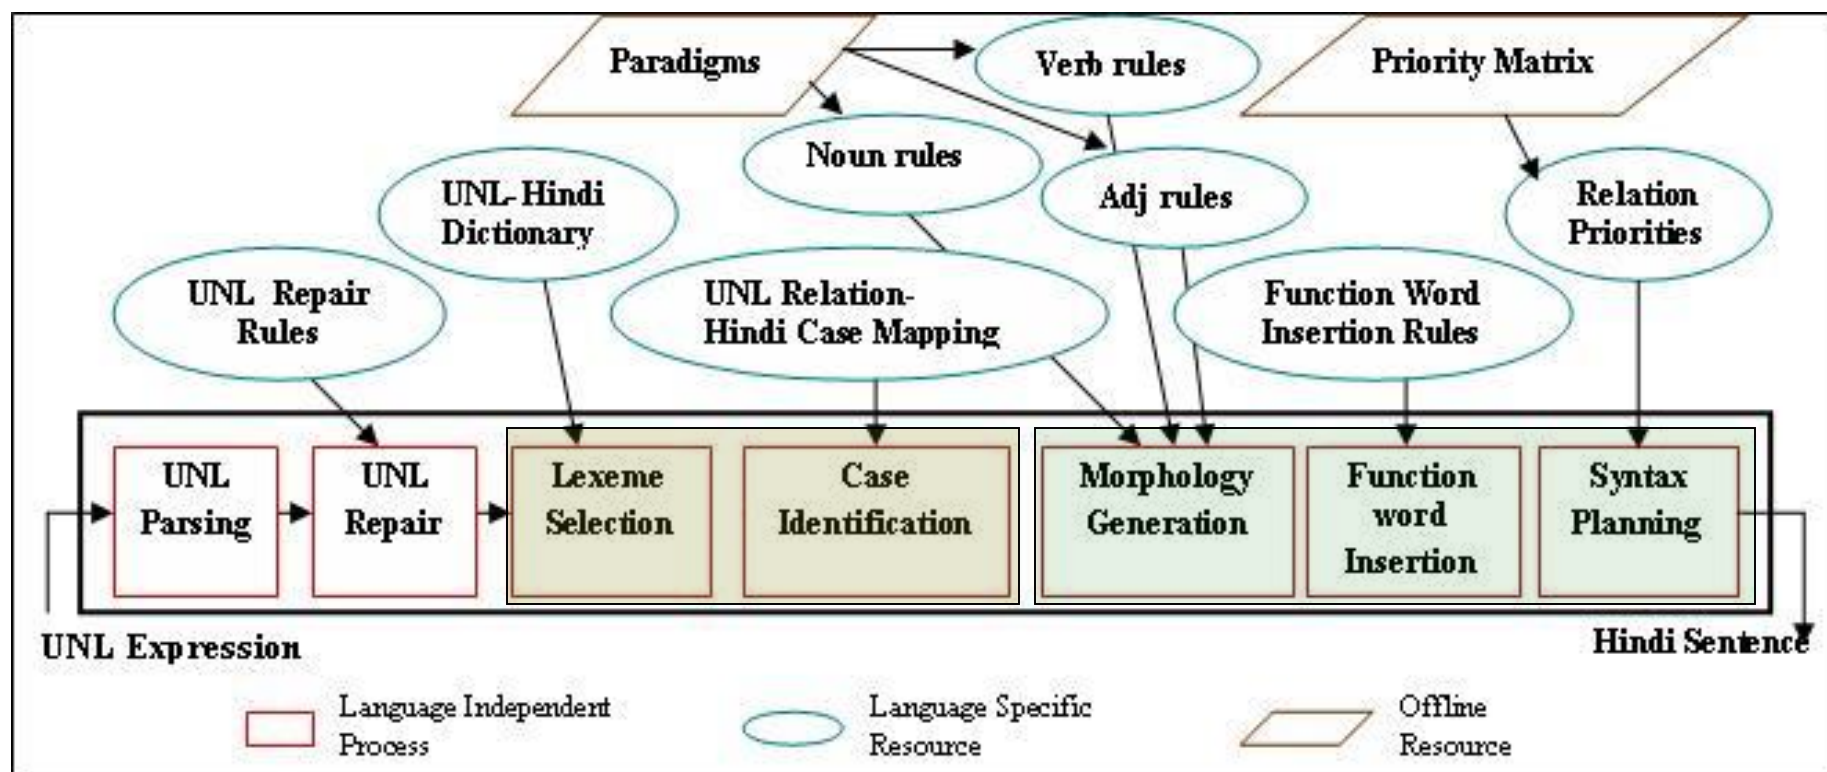 Paradigms
Verb rules
Priority Matrix
Noun rules
UNL-Hindi
Dictionary
Adj rules
Relation
Priorities
UNL Repair
Rules
UNL Relation-
Hindi Case Mapping
Function Word
Insertion Rules
UNL
Parsing
UNL
Repair
Lexeme
Selection
Case
Identification
Morphology
Generation
Function
word
Insertion
Syntax
Planning
UNL Expression
Hindi Sentence
Language Independent
Process
Language Specific
Resource
Offline
Resource